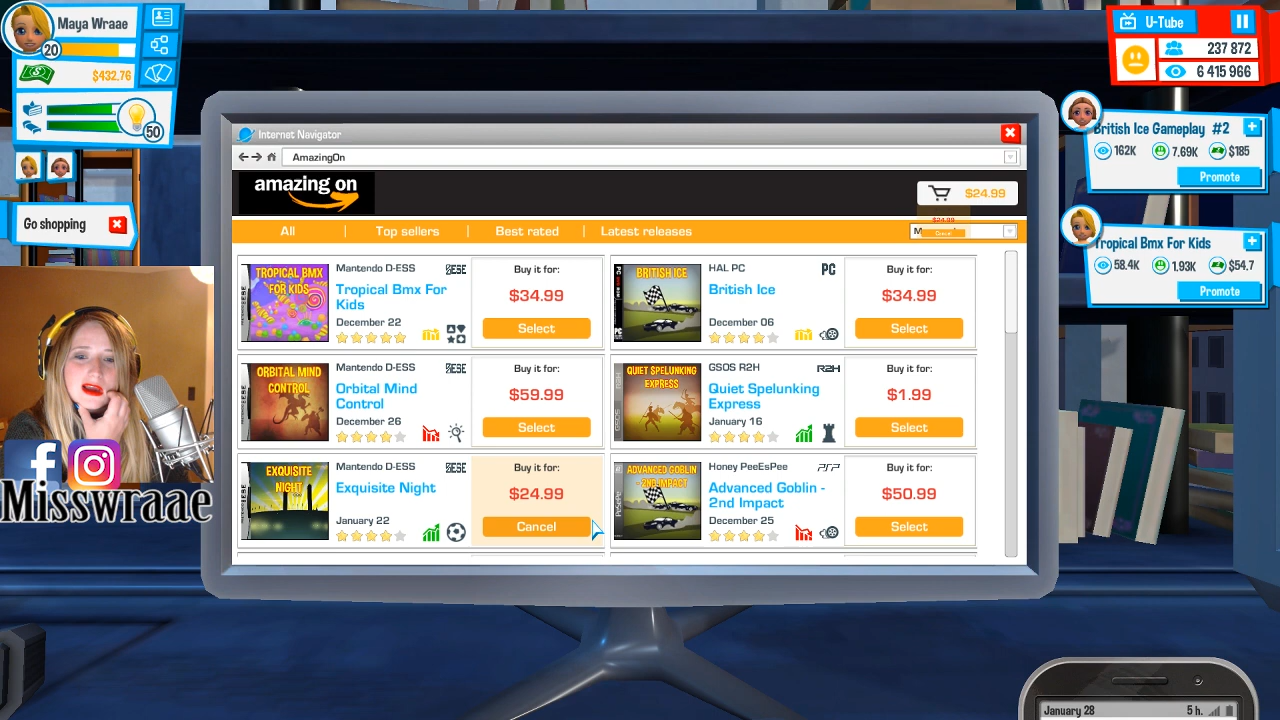 Maya Wraae
20
$432.76
50
Go shopping
Misswraae
U-Tube
237 872
6 415 966
British Ice Gameplay #2
162K
7.69K
$185
Promote
Tropical Bmx For Kids
58.4K
1.93K
$54.7
Promote
Internet Navigator
AmazingOn
amazing on
$24.99
$24.99
Cancel
All
Top sellers
Best rated
Latest releases
TROPICAL BMX
FOR KIDS
Mantendo D-ESS
Tropical Bmx For
Kids
December 22
Buy it for:
$34.99
Select
BRITISH ICE
HAL PC
PC
British Ice
December 06
Buy it for:
$34.99
Select
ORBITAL MIND
CONTROL
Mantendo D-ESS
Orbital Mind
Control
December 26
Buy it for:
$59.99
Select
QUIET SPELUNKING
EXPRESS
GSOS R2H
R2H
Quiet Spelunking
Express
January 16
Buy it for:
$1.99
Select
EXQUISITE
NIGHT
Mantendo D-ESS
Exquisite Night
January 22
Buy it for:
$24.99
Cancel
ADVANCED GOBLIN
- 2ND IMPACT
Honey PeeEsPee
Advanced Goblin -
2nd Impact
December 25
Buy it for:
$50.99
Select
January 28
5 h.